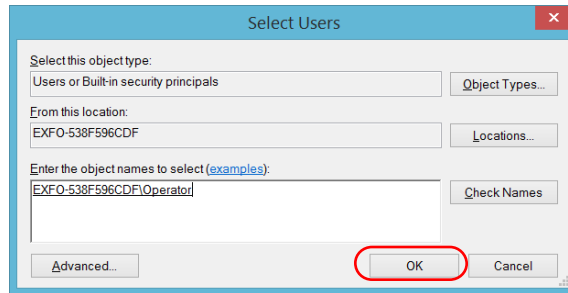 Select Users
Select this object type:
Users or Built-in security principals
Object Types...
From this location:
EXFO-538F596CDF
Locations...
Enter the object names to select (examples):
EXFO-538F596CDF\Operator
Check Names
Advanced...
OK
Cancel